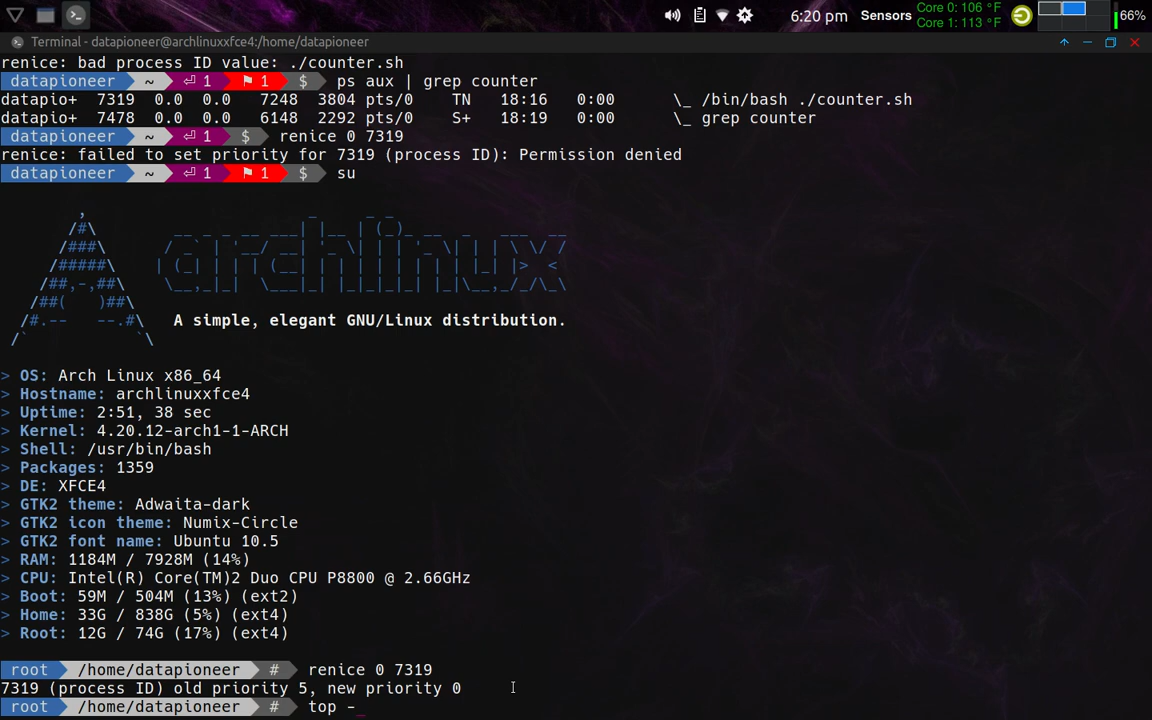 6:20 pm Sensors Core 0: 106 °F 66%
Core 1: 113 °F
Terminal - datapioneer@archlinuxxfce4:/home/datapioneer
renice: bad process ID value: ./counter.sh
datapioneer ~ ⏎ 1 ⚑ 1 $ ps aux | grep counter
datapio+ 7319 0.0 0.0 7248 3804 pts/0 TN 18:16 0:00 \_ /bin/bash ./counter.sh
datapio+ 7478 0.0 0.0 6148 2292 pts/0 S+ 18:19 0:00 \_ grep counter
datapioneer ~ ⏎ 1 $ renice 0 7319
renice: failed to set priority for 7319 (process ID): Permission denied
datapioneer ~ ⏎ 1 ⚑ 1 $ su
archlinux
A simple, elegant GNU/Linux distribution.
> OS: Arch Linux x86_64
> Hostname: archlinuxxfce4
> Uptime: 2:51, 38 sec
> Kernel: 4.20.12-arch1-1-ARCH
> Shell: /usr/bin/bash
> Packages: 1359
> DE: XFCE4
> GTK2 theme: Adwaita-dark
> GTK2 icon theme: Numix-Circle
> GTK2 font name: Ubuntu 10.5
> RAM: 1184M / 7928M (14%)
> CPU: Intel(R) Core(TM)2 Duo CPU P8800 @ 2.66GHz
> Boot: 59M / 504M (13%) (ext2)
> Home: 33G / 838G (5%) (ext4)
> Root: 12G / 74G (17%) (ext4)
root /home/datapioneer # renice 0 7319
7319 (process ID) old priority 5, new priority 0
root /home/datapioneer # top -_